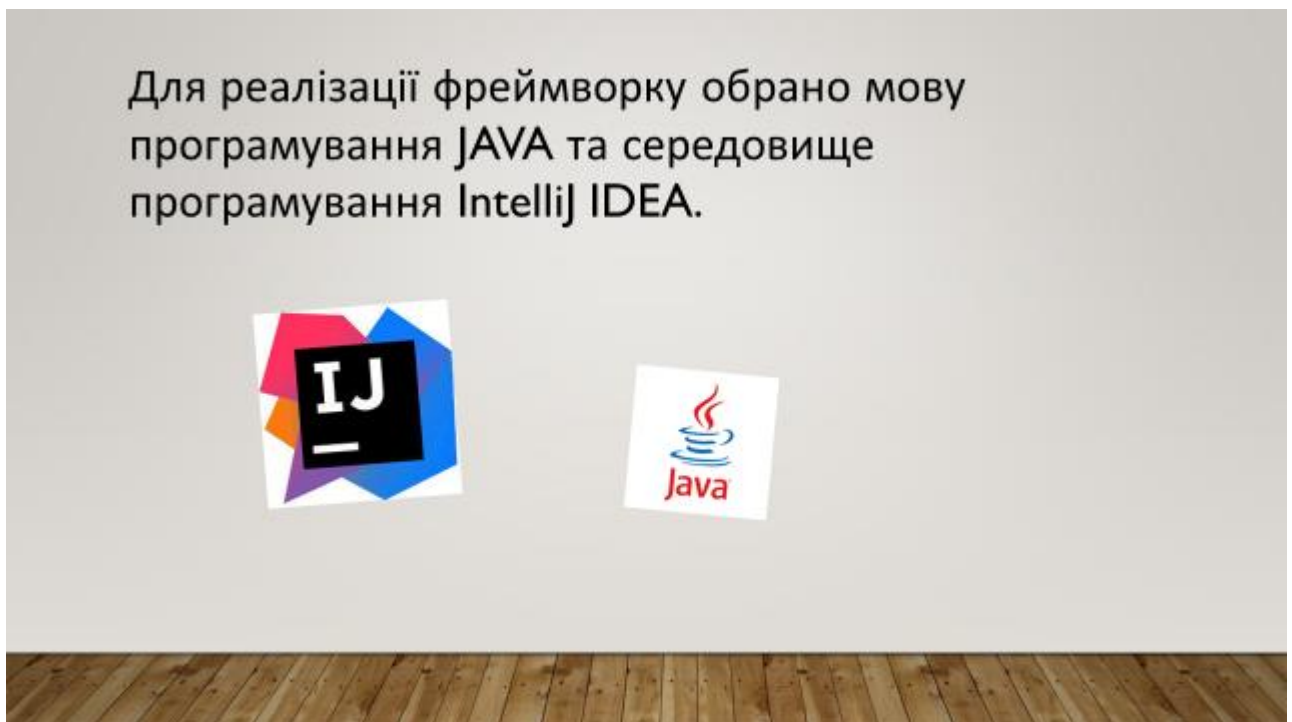 Для реалізації фреймворку обрано мову
програмування JAVA та середовище
програмування IntelliJ IDEA.
IJ
Java